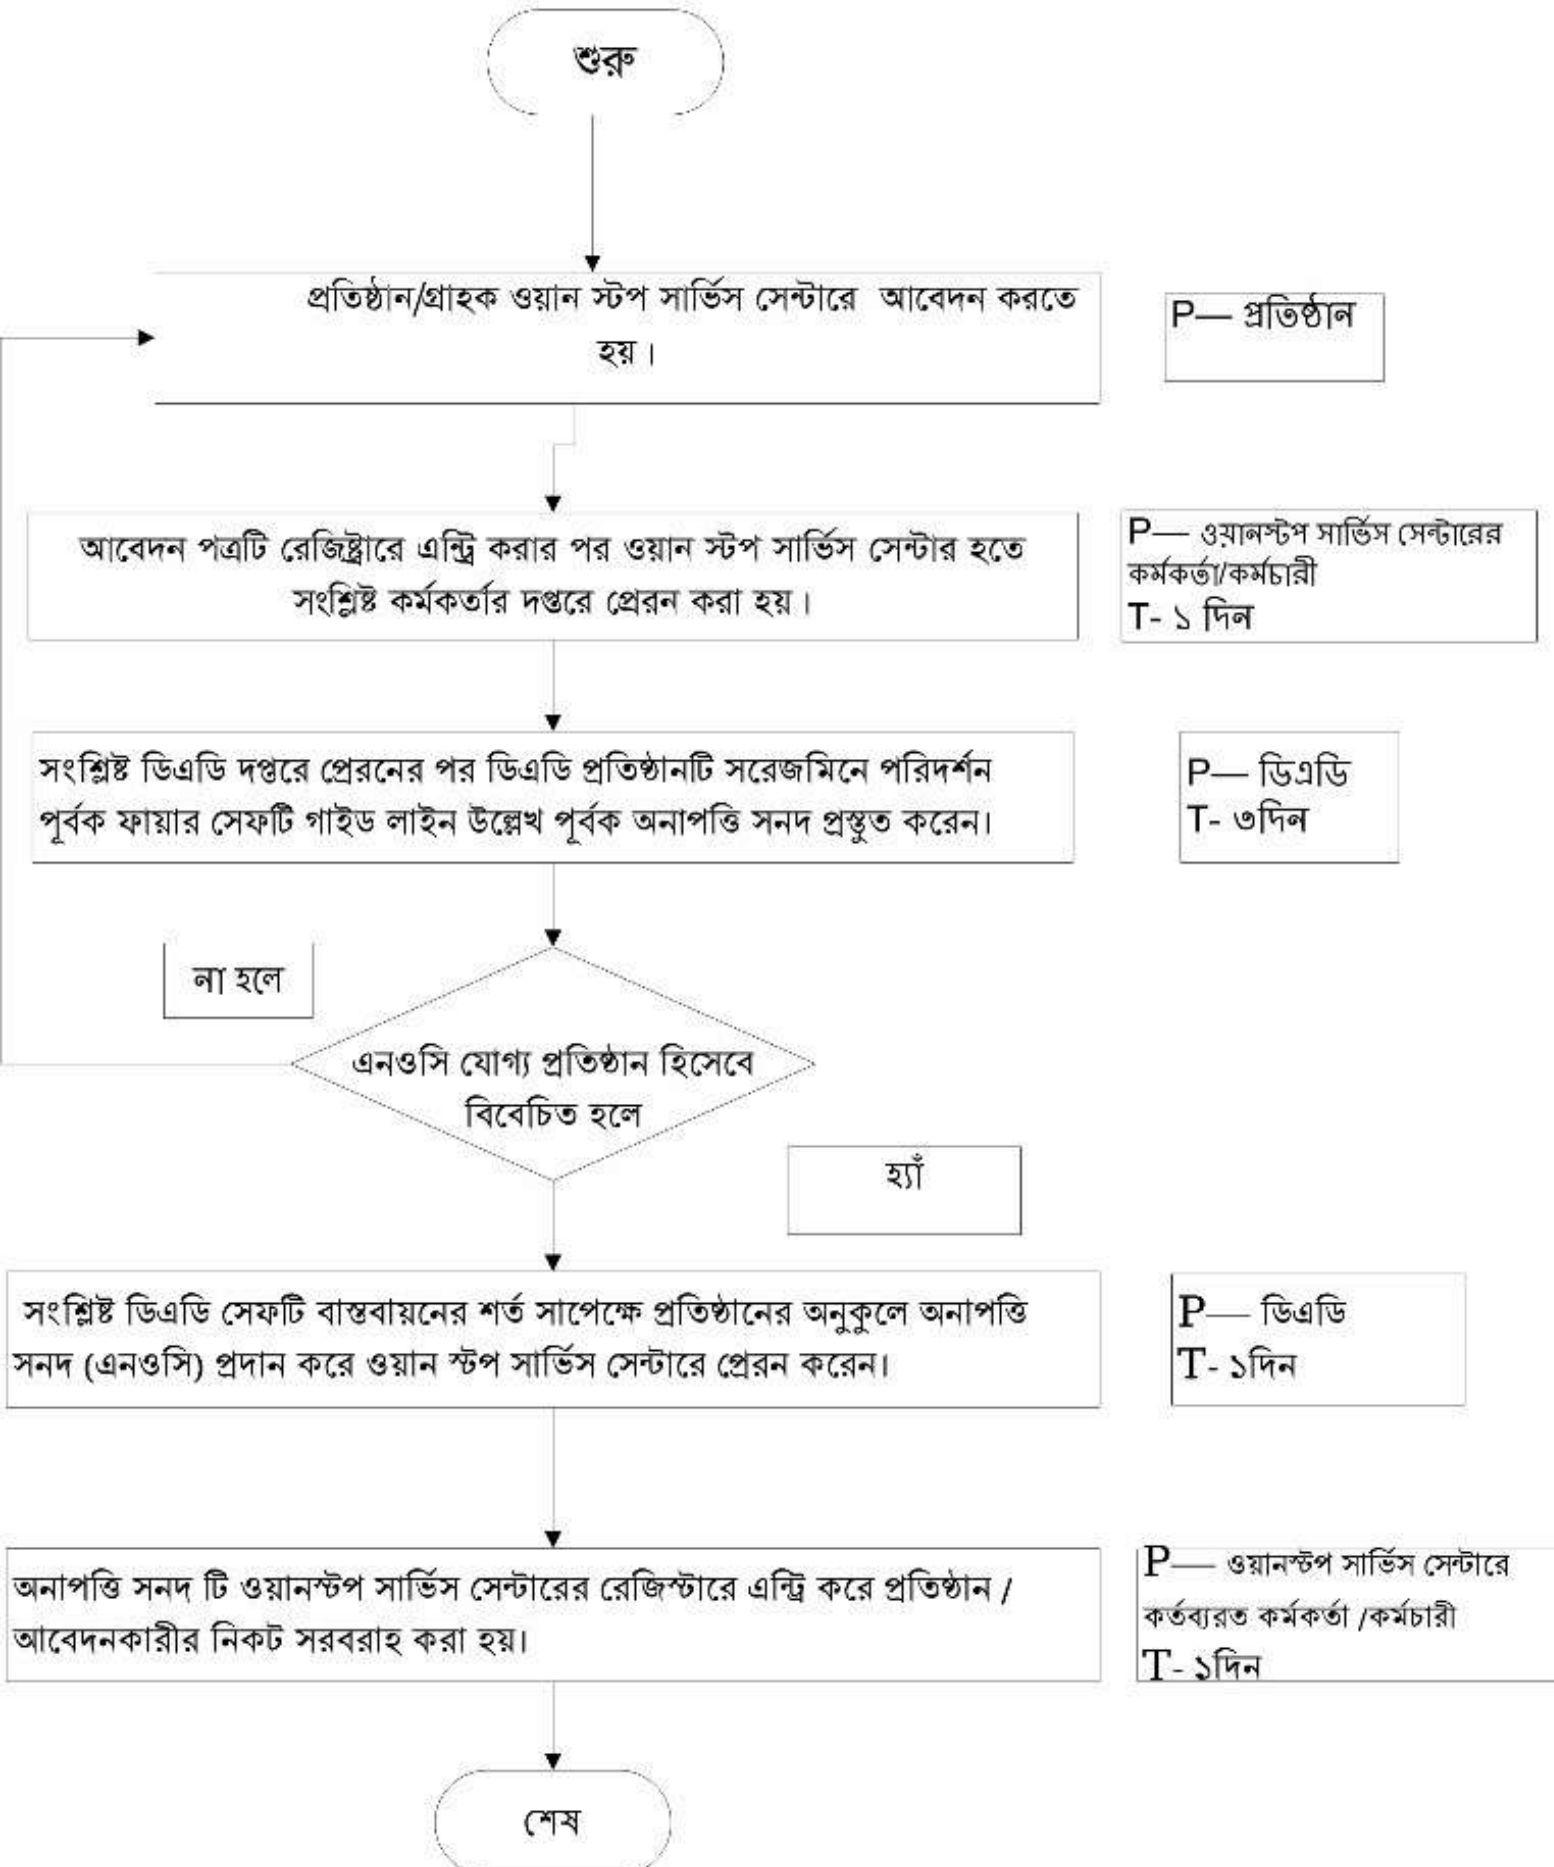 শুরু
প্রতিষ্ঠান/গ্রাহক ওয়ান স্টপ সার্ভিস সেন্টারে আবেদন করতে
হয়।
P— প্রতিষ্ঠান
আবেদন পত্রটি রেজিষ্ট্রারে এন্ট্রি করার পর ওয়ান স্টপ সার্ভিস সেন্টার হতে
সংশ্লিষ্ট কর্মকর্তার দপ্তরে প্রেরন করা হয়।
P— ওয়ানস্টপ সার্ভিস সেন্টারের
কর্মকর্তা/কর্মচারী
T- ১ দিন
সংশ্লিষ্ট ডিএডি দপ্তরে প্রেরনের পর ডিএডি প্রতিষ্ঠানটি সরেজমিনে পরিদর্শন
পূর্বক ফায়ার সেফটি গাইড লাইন উল্লেখ পূর্বক অনাপত্তি সনদ প্রস্তুত করেন।
P— ডিএডি
T- ৩দিন
না হলে
এনওসি যোগ্য প্রতিষ্ঠান হিসেবে
বিবেচিত হলে
হ্যাঁ
সংশ্লিষ্ট ডিএডি সেফটি বাস্তবায়নের শর্ত সাপেক্ষে প্রতিষ্ঠানের অনুকুলে অনাপত্তি
সনদ (এনওসি) প্রদান করে ওয়ান স্টপ সার্ভিস সেন্টারে প্রেরন করেন।
P— ডিএডি
T- ১দিন
অনাপত্তি সনদ টি ওয়ানস্টপ সার্ভিস সেন্টারের রেজিস্টারে এন্ট্রি করে প্রতিষ্ঠান /
আবেদনকারীর নিকট সরবরাহ করা হয়।
P— ওয়ানস্টপ সার্ভিস সেন্টারে
কর্তব্যরত কর্মকর্তা /কর্মচারী
T- ১দিন
শেষ